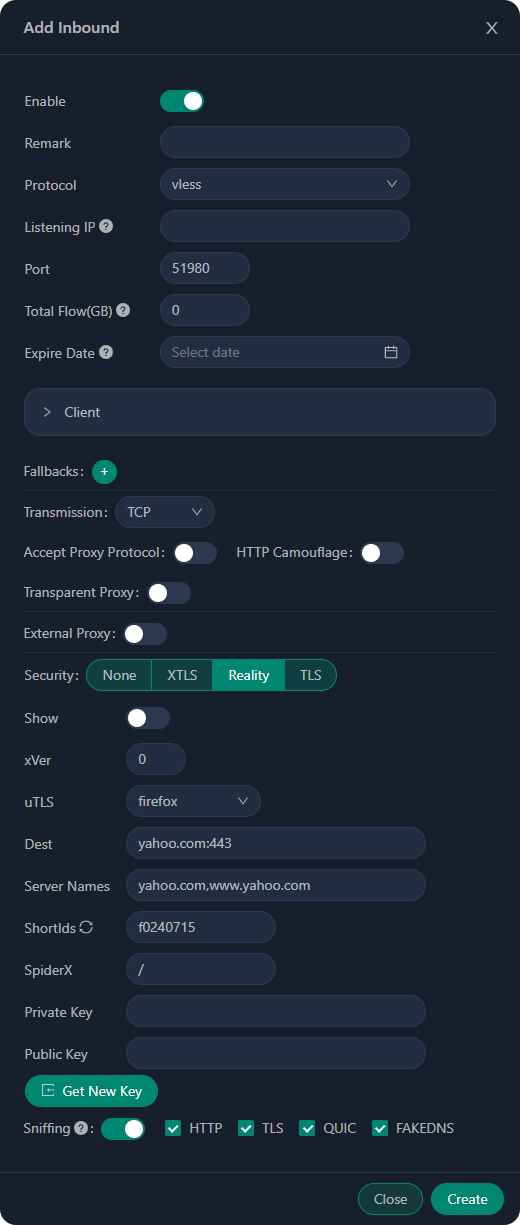 Add Inbound
Enable
Remark
Protocol vless
Listening IP ?
Port 51980
Total Flow(GB) ? 0
Expire Date ? Select date
Client
Fallbacks: +
Transmission: TCP
Accept Proxy Protocol: HTTP Camouflage:
Transparent Proxy:
External Proxy:
Security: None XTLS Reality TLS
Show
xVer 0
uTLS firefox
Dest yahoo.com:443
Server Names yahoo.com,www.yahoo.com
ShortIds f0240715
SpiderX /
Private Key
Public Key
Get New Key
Sniffing ? : HTTP TLS QUIC FAKEDNS
Close Create